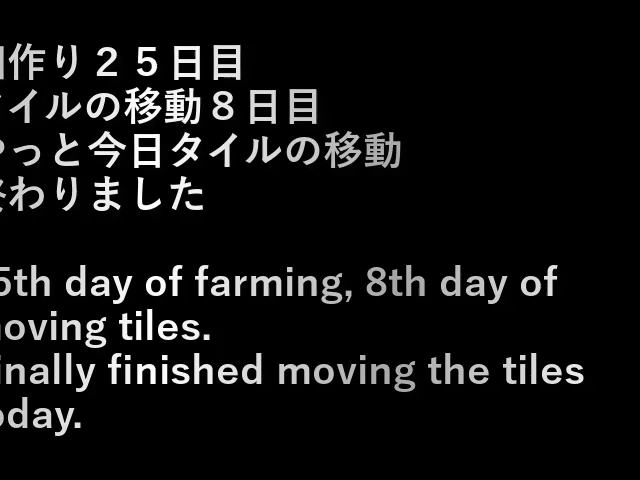 作り２５日目
イルの移動８日目
やっと今日タイルの移動
終わりました
5th day of farming, 8th day of
moving tiles.
inally finished moving the tiles
oday.